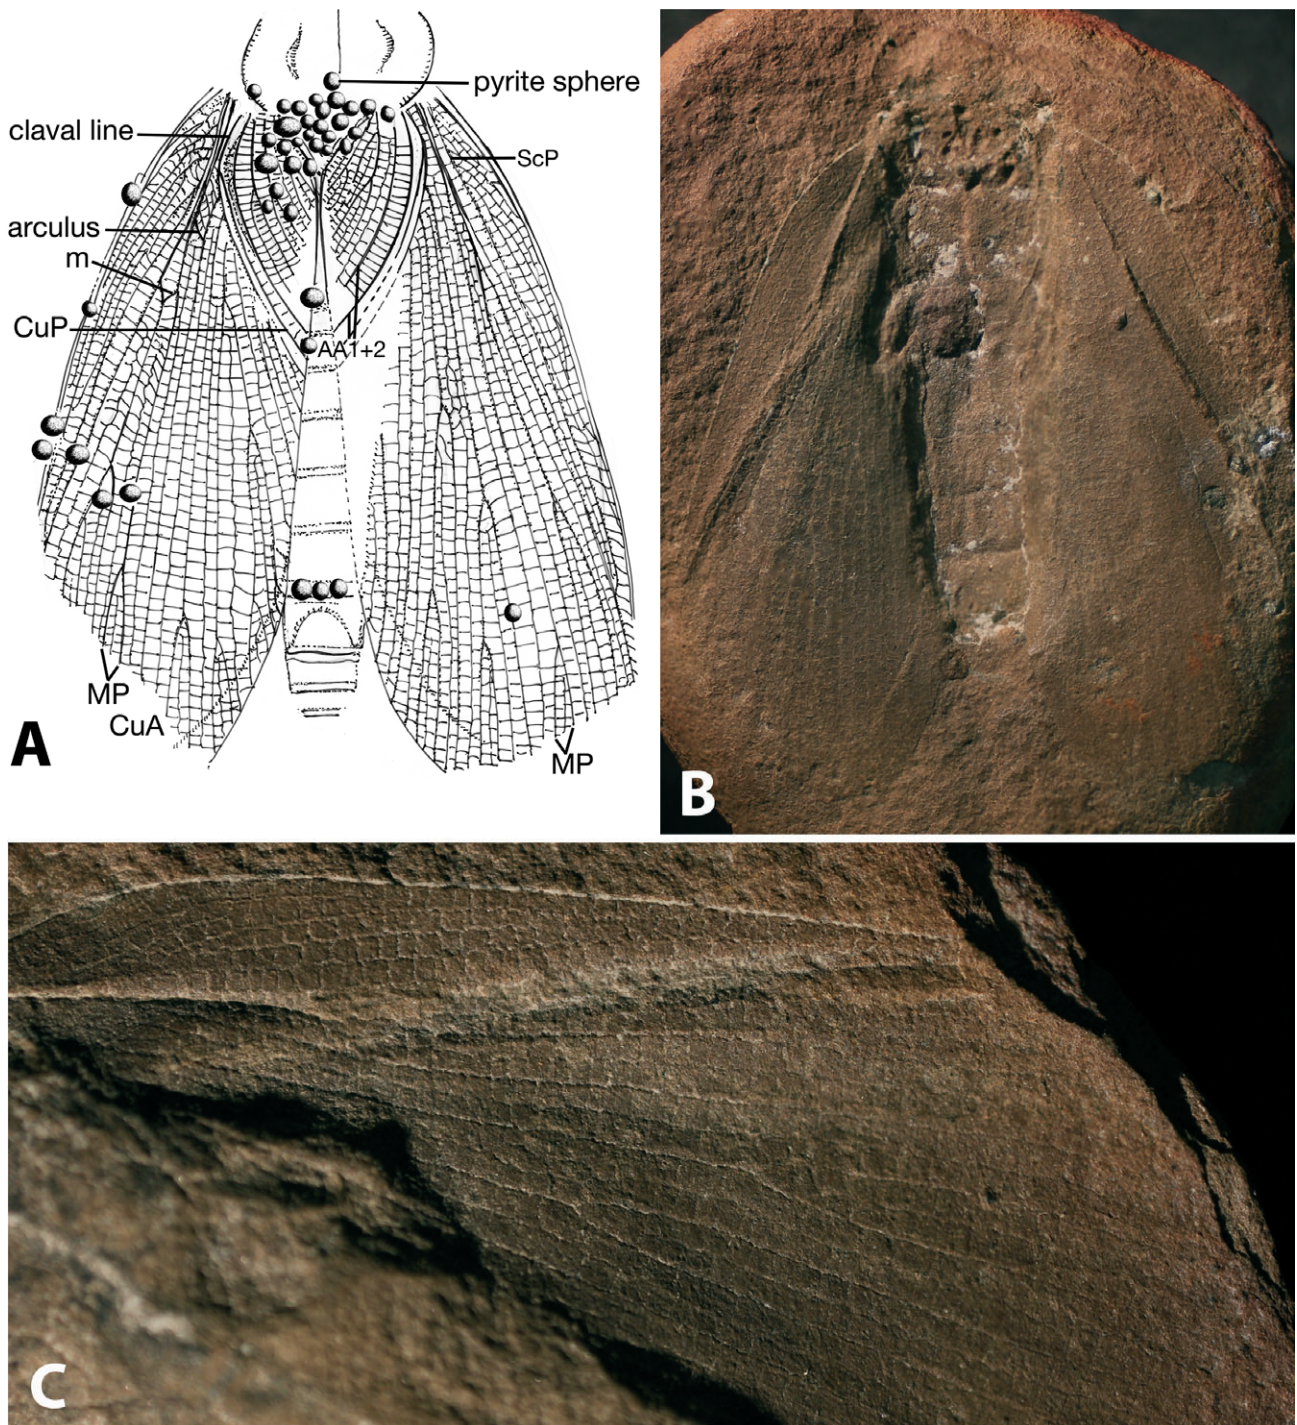 pyrite sphere
claval line
ScP
arculus
m
CuP
AA1+2
MP
CuA
MP
A
B
C